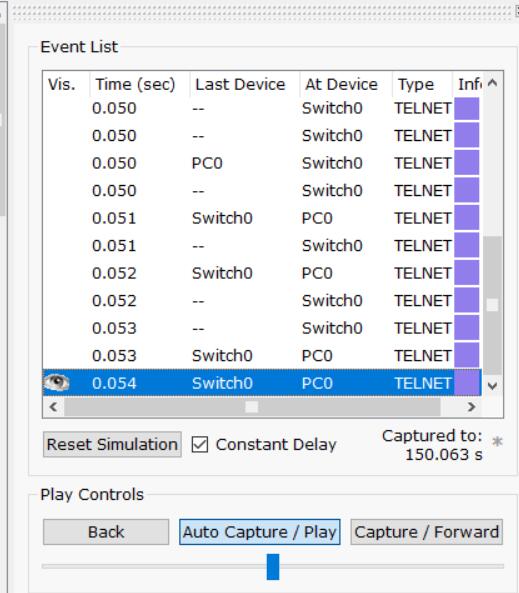 Event List
Vis. Time (sec) Last Device At Device Type Info
0.050 -- Switch0 TELNET
0.050 -- Switch0 TELNET
0.050 PC0 Switch0 TELNET
0.050 -- Switch0 TELNET
0.051 Switch0 PC0 TELNET
0.051 -- Switch0 TELNET
0.052 Switch0 PC0 TELNET
0.052 -- Switch0 TELNET
0.053 -- Switch0 TELNET
0.053 Switch0 PC0 TELNET
0.054 Switch0 PC0 TELNET
Reset Simulation Constant Delay Captured to: *
150.063 s
Play Controls
Back Auto Capture / Play Capture / Forward